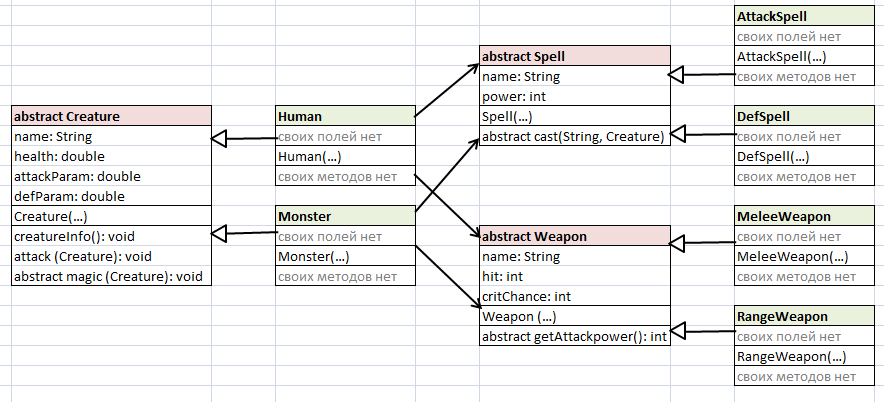 abstract Creature
name: String
health: double
attackParam: double
defParam: double
Creature(…)
creatureInfo(): void
attack (Creature): void
abstract magic (Creature): void
Human
своих полей нет
Human(…)
своих методов нет
Monster
своих полей нет
Monster(…)
своих методов нет
abstract Spell
name: String
power: int
Spell(…)
abstract cast(String, Creature)
abstract Weapon
name: String
hit: int
critChance: int
Weapon (…)
abstract getAttackpower(): int
AttackSpell
своих полей нет
AttackSpell(…)
своих методов нет
DefSpell
своих полей нет
DefSpell(…)
своих методов нет
MeleeWeapon
своих полей нет
MeleeWeapon(…)
своих методов нет
RangeWeapon
своих полей нет
RangeWeapon(…)
своих методов нет